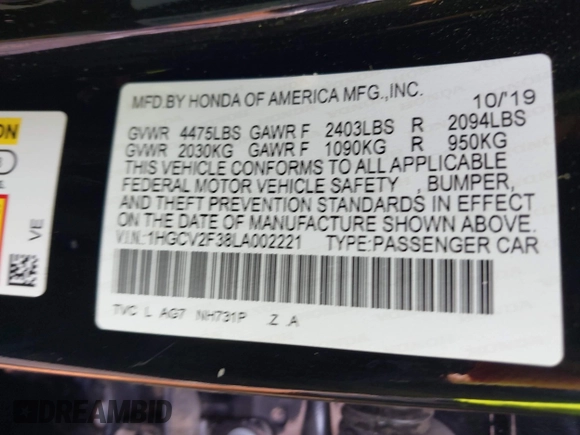 MFD.BY HONDA OF AMERICA MFG.,INC. 10/'19
GVWR 4475LBS GAWR F 2403LBS R 2094LBS
GVWR 2030KG GAWR F 1090KG R 950KG
THIS VEHICLE CONFORMS TO ALL APPLICABLE
FEDERAL MOTOR VEHICLE SAFETY , BUMPER,
AND THEFT PREVENTION STANDARDS IN EFFECT
ON THE DATE OF MANUFACTURE SHOWN ABOVE.
V.I.N.:1HGCV2F38LA002221 TYPE:PASSENGER CAR
TVC L AG7 NH731P Z A
VE
DREAMBID